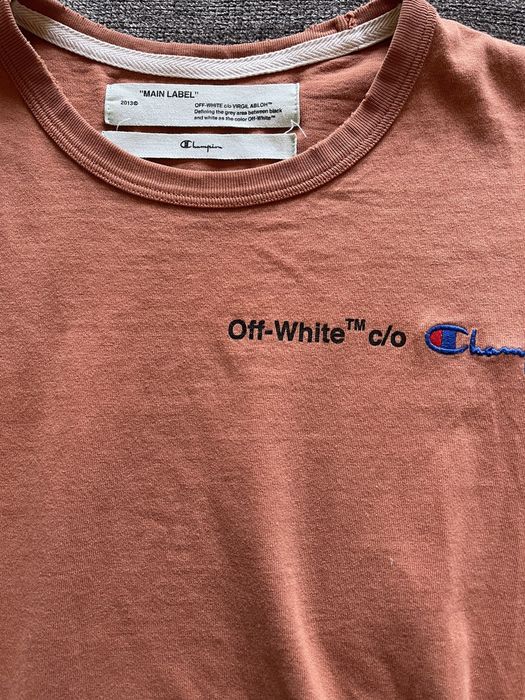 "MAIN LABEL"
2013© OFF-WHITE c/o VIRGIL ABLOH™
Defining the grey area between black
and white as the color Off-White™
Champion
Off-White™ c/o Cham